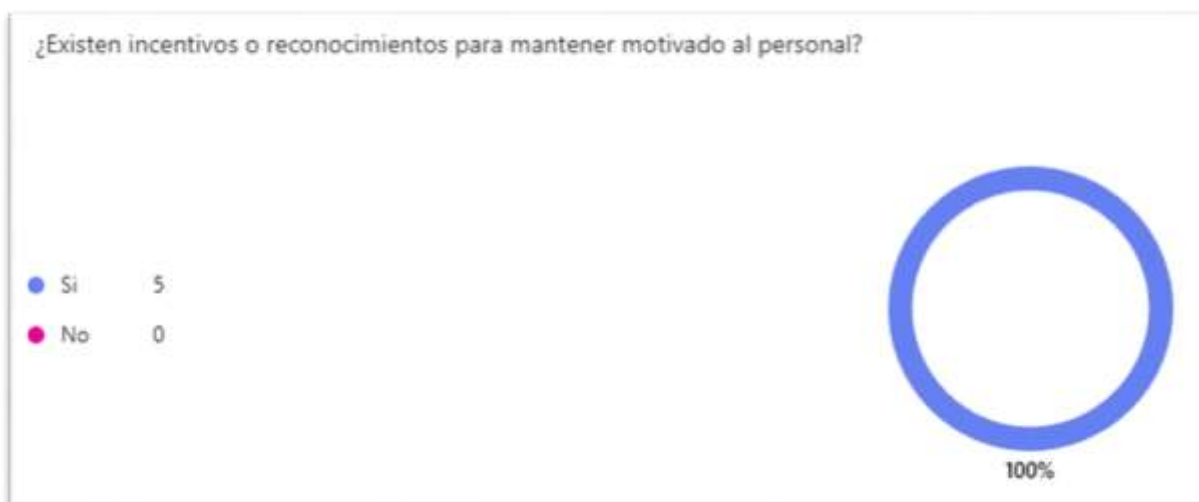 ¿Existen incentivos o reconocimientos para mantener motivado al personal?
Si 5
No 0
100%